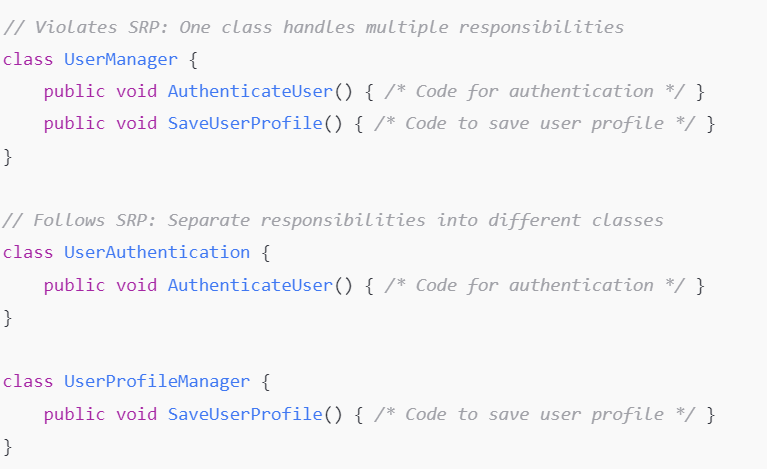 // Violates SRP: One class handles multiple responsibilities
class UserManager {
    public void AuthenticateUser() { /* Code for authentication */ }
    public void SaveUserProfile() { /* Code to save user profile */ }
}

// Follows SRP: Separate responsibilities into different classes
class UserAuthentication {
    public void AuthenticateUser() { /* Code for authentication */ }
}

class UserProfileManager {
    public void SaveUserProfile() { /* Code to save user profile */ }
}